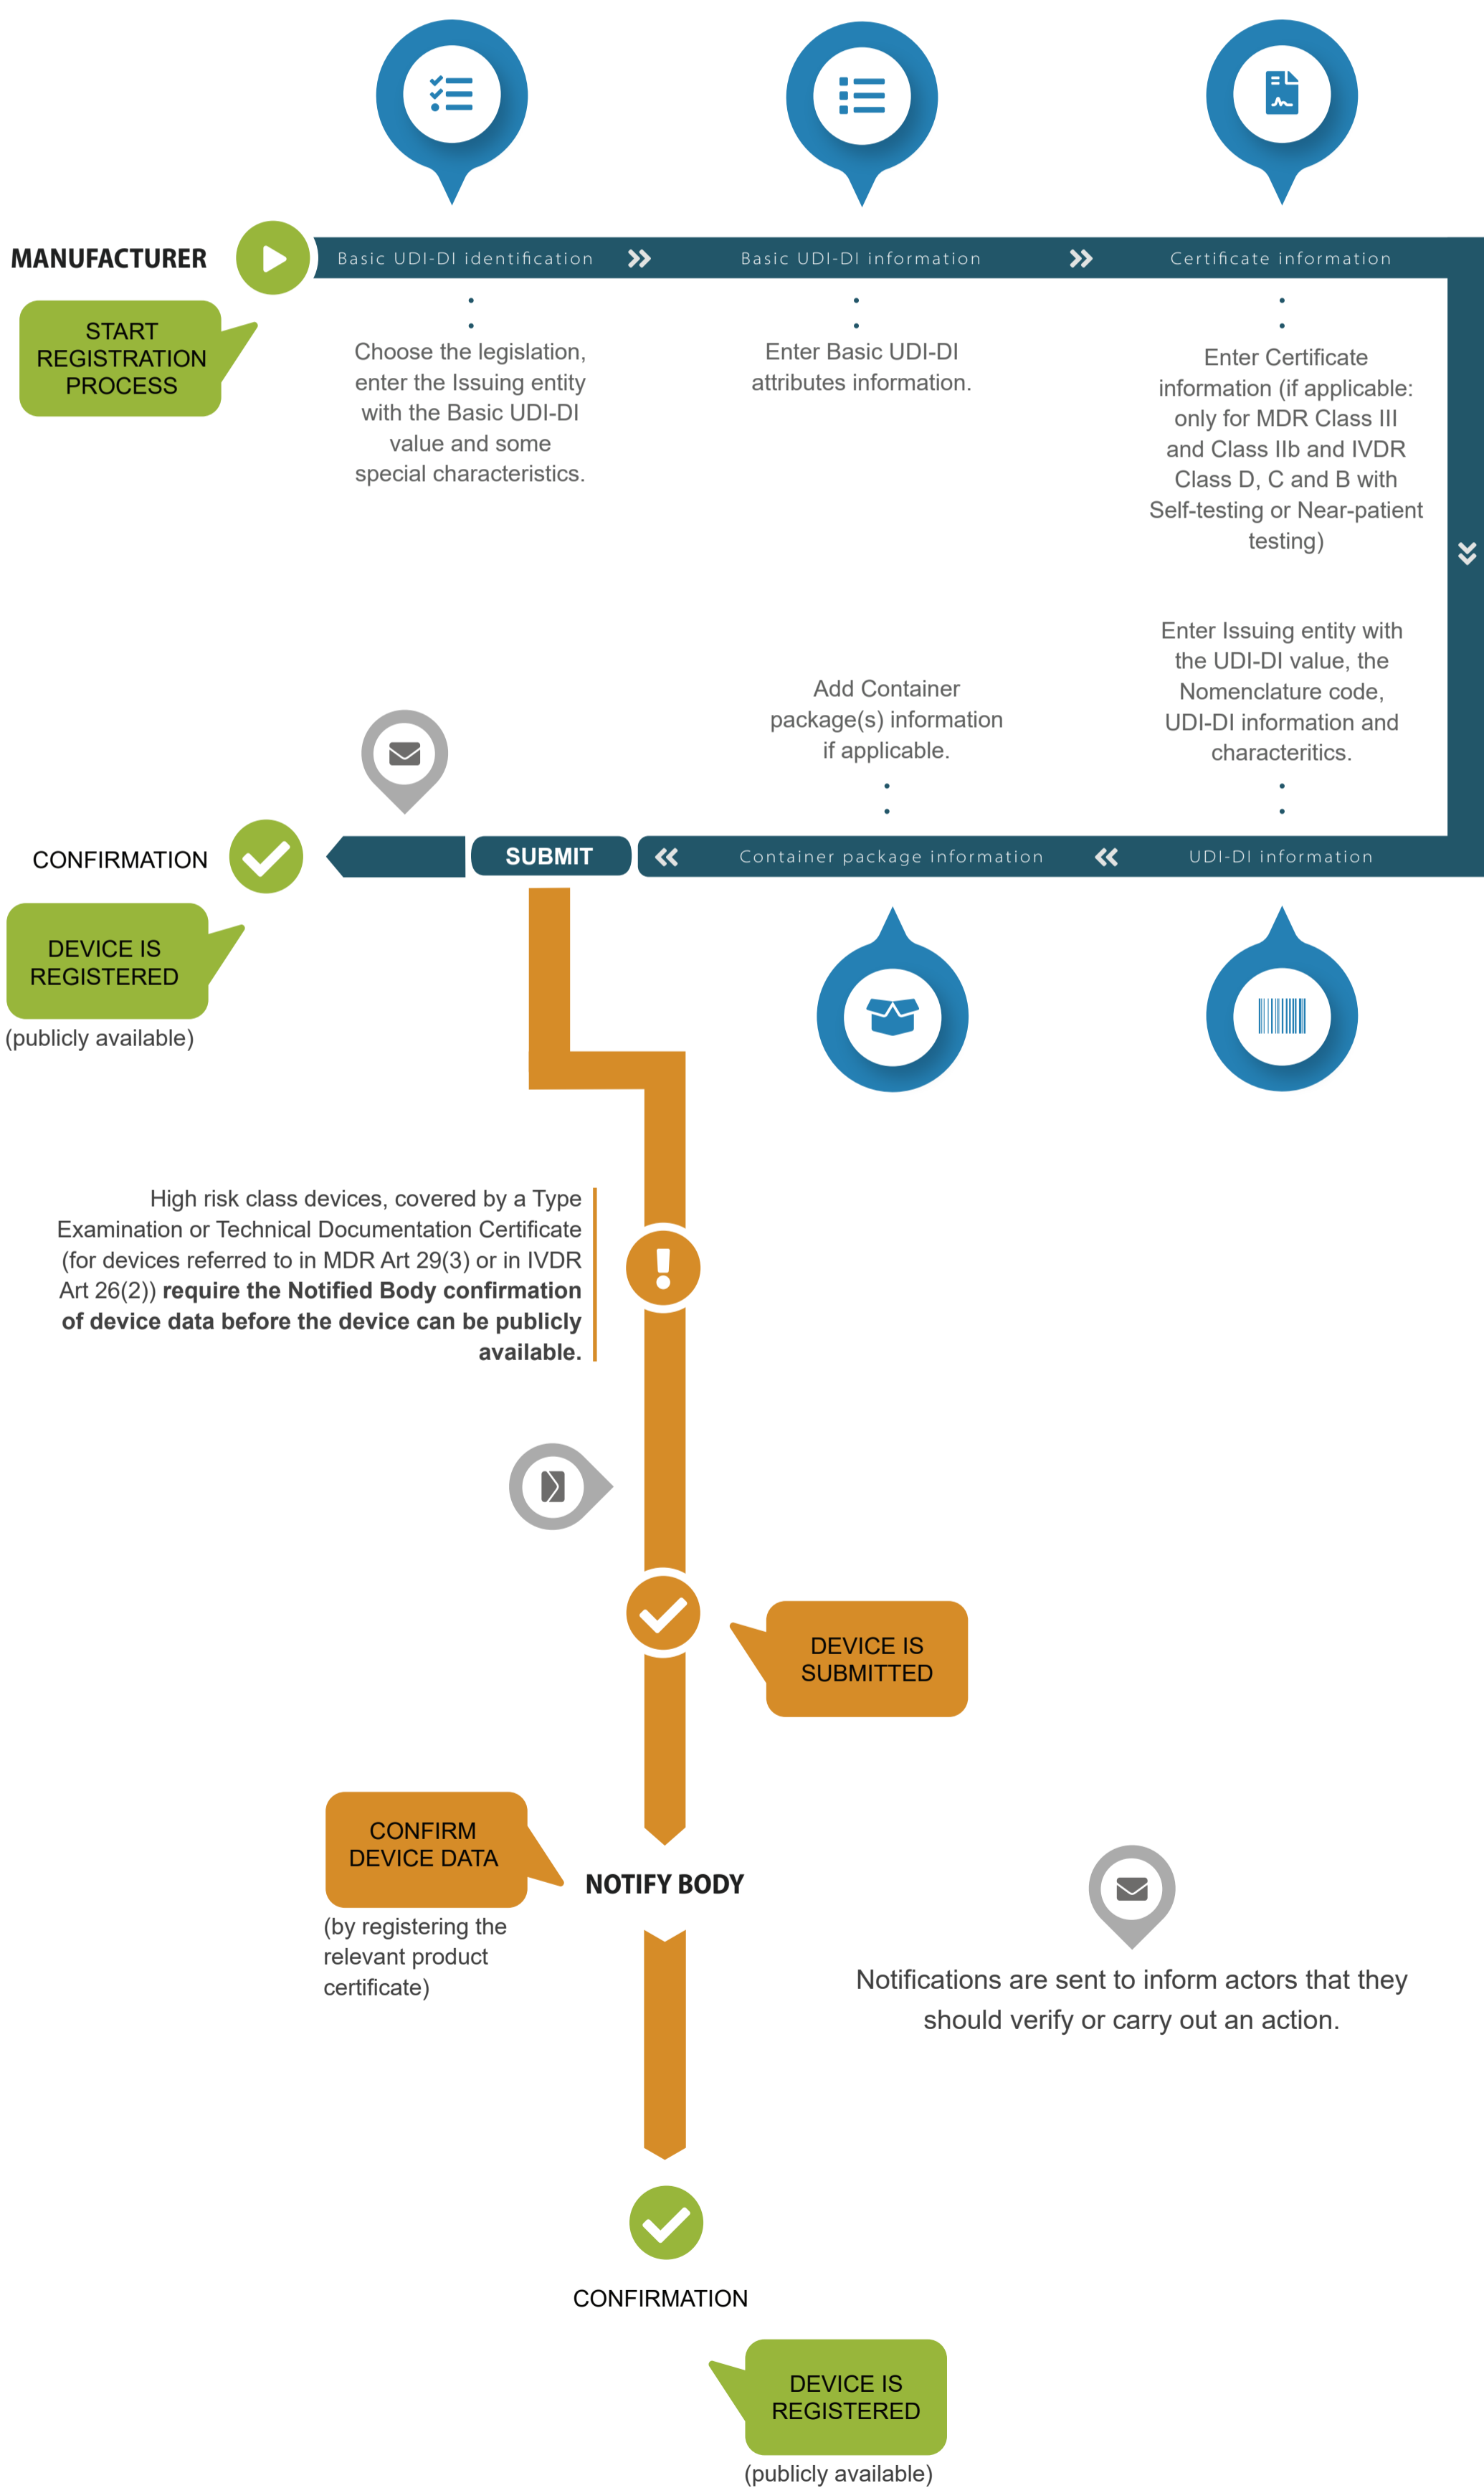 MANUFACTURER
START
REGISTRATION
PROCESS
Basic UDI-DI identification
Basic UDI-DI information
Certificate information
Choose the legislation,
enter the Issuing entity
with the Basic UDI-DI
value and some
special characteristics.
Enter Basic UDI-DI
attributes information.
Enter Certificate
information (if applicable:
only for MDR Class III
and Class IIb and IVDR
Class D, C and B with
Self-testing or Near-patient
testing)
Enter Issuing entity with
the UDI-DI value, the
Nomenclature code,
UDI-DI information and
characteritics.
Add Container
package(s) information
if applicable.
CONFIRMATION
SUBMIT
Container package information
UDI-DI information
DEVICE IS
REGISTERED
(publicly available)
High risk class devices, covered by a Type
Examination or Technical Documentation Certificate
(for devices referred to in MDR Art 29(3) or in IVDR
Art 26(2)) require the Notified Body confirmation
of device data before the device can be publicly
available.
DEVICE IS
SUBMITTED
CONFIRM
DEVICE DATA
(by registering the
relevant product
certificate)
NOTIFY BODY
Notifications are sent to inform actors that they
should verify or carry out an action.
CONFIRMATION
DEVICE IS
REGISTERED
(publicly available)